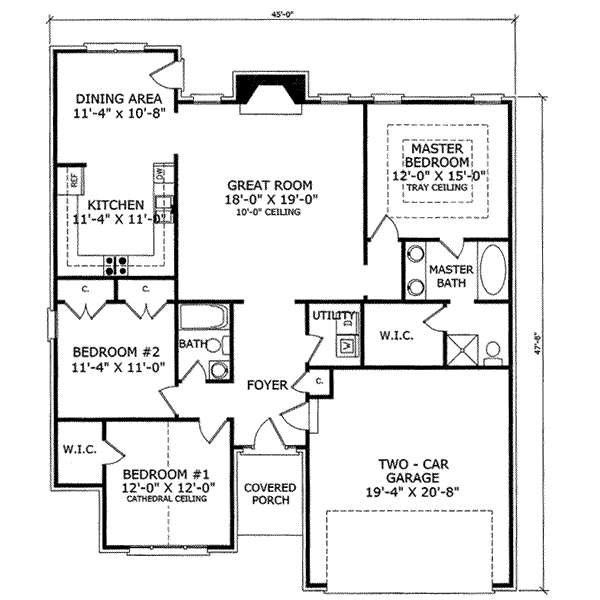 45'-0"
DINING AREA
11'-4" X 10'-8"
MASTER
BEDROOM
12'-0" X 15'-0"
TRAY CEILING
REF
DW
GREAT ROOM
18'-0" X 19'-0"
10'-0" CEILING
KITCHEN
11'-4" X 11'-0"
MASTER
BATH
C.
C.
UTILITY
D
W
W.I.C.
47'-8"
BATH
BEDROOM #2
11'-4" X 11'-0"
FOYER
C.
W.I.C.
BEDROOM #1
12'-0" X 12'-0"
CATHEDRAL CEILING
COVERED
PORCH
TWO - CAR
GARAGE
19'-4" X 20'-8"